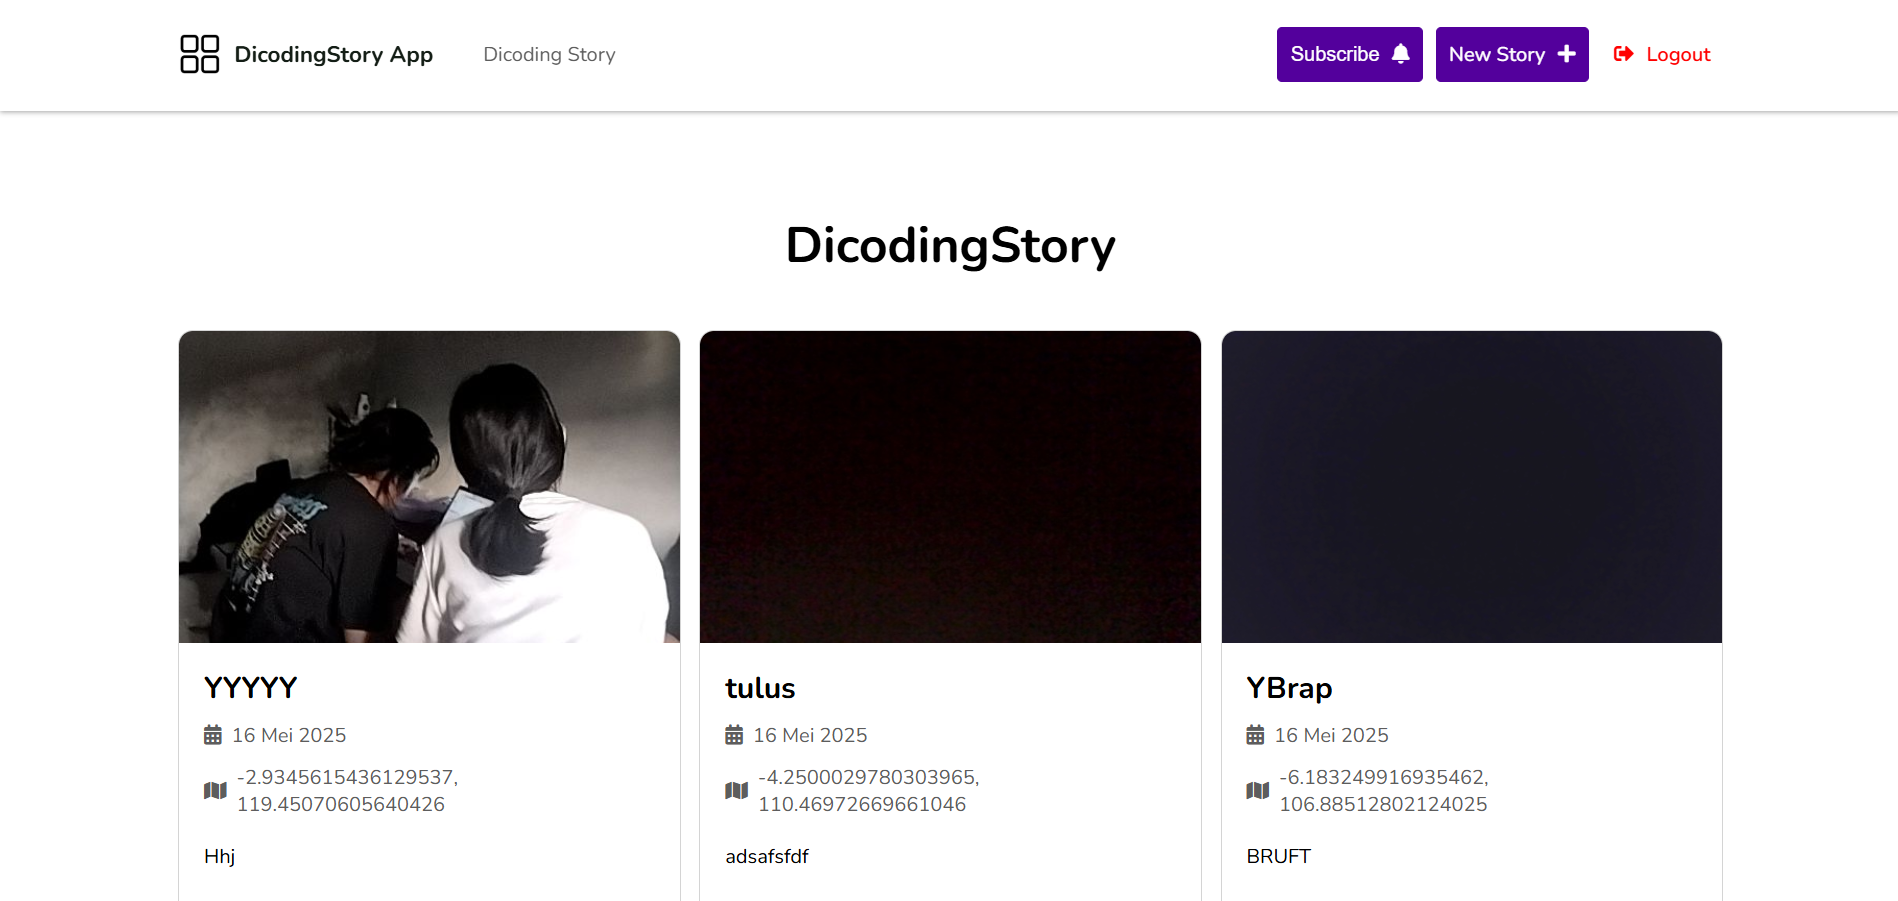 DicodingStory App
Dicoding Story
Subscribe
New Story
Logout
DicodingStory
YYYYY
16 Mei 2025
-2.9345615436129537,
119.45070605640426
Hhj
tulus
16 Mei 2025
-4.2500029780303965,
110.46972669661046
adsafsfdf
YBrap
16 Mei 2025
-6.183249916935462,
106.88512802124025
BRUFT